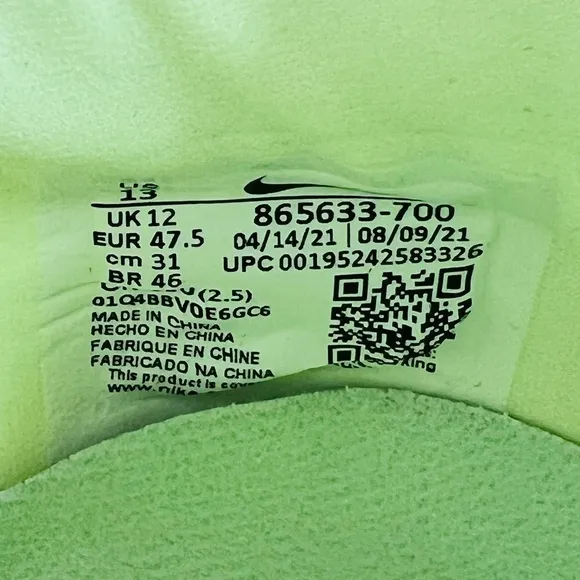 US
13
UK 12
EUR 47.5
cm 31
BR 46
865633-700
04/14/21 | 08/09/21
UPC 00195242583326
(2.5)
01Q4BBV0E6GC6
MADE IN CHINA
HECHO EN CHINA
FABRIQUE EN CHINE
FABRICADO NA CHINA
This product is